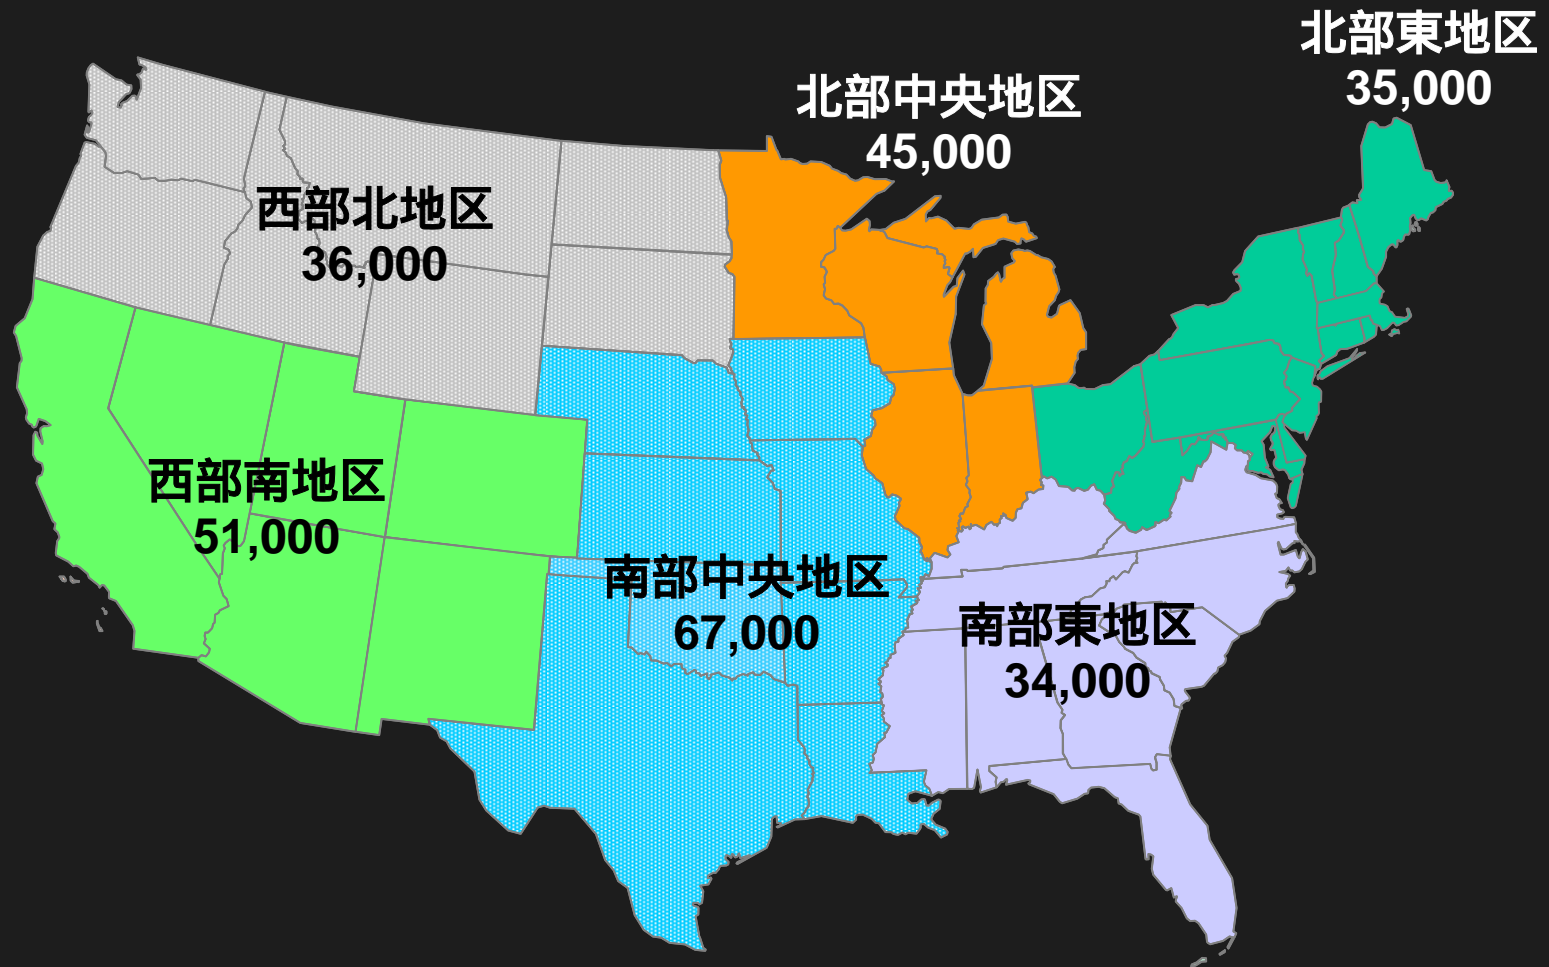 北部東地区
35,000
北部中央地区
45,000
西部北地区
36,000
西部南地区
51,000
南部中央地区
67,000
南部東地区
34,000